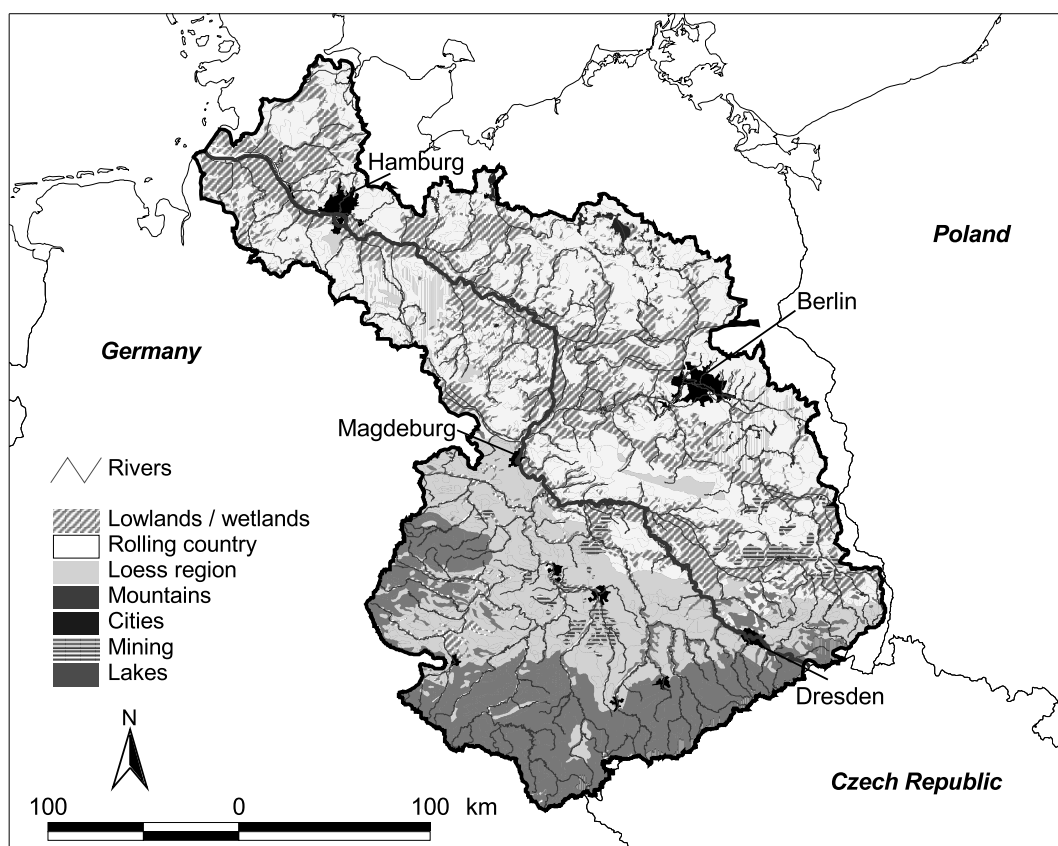 Hamburg
Poland
Berlin
Germany
Magdeburg
Rivers
Lowlands / wetlands
Rolling country
Loess region
Mountains
Cities
Mining
Lakes
Dresden
N
Czech Republic
100 0 100 km